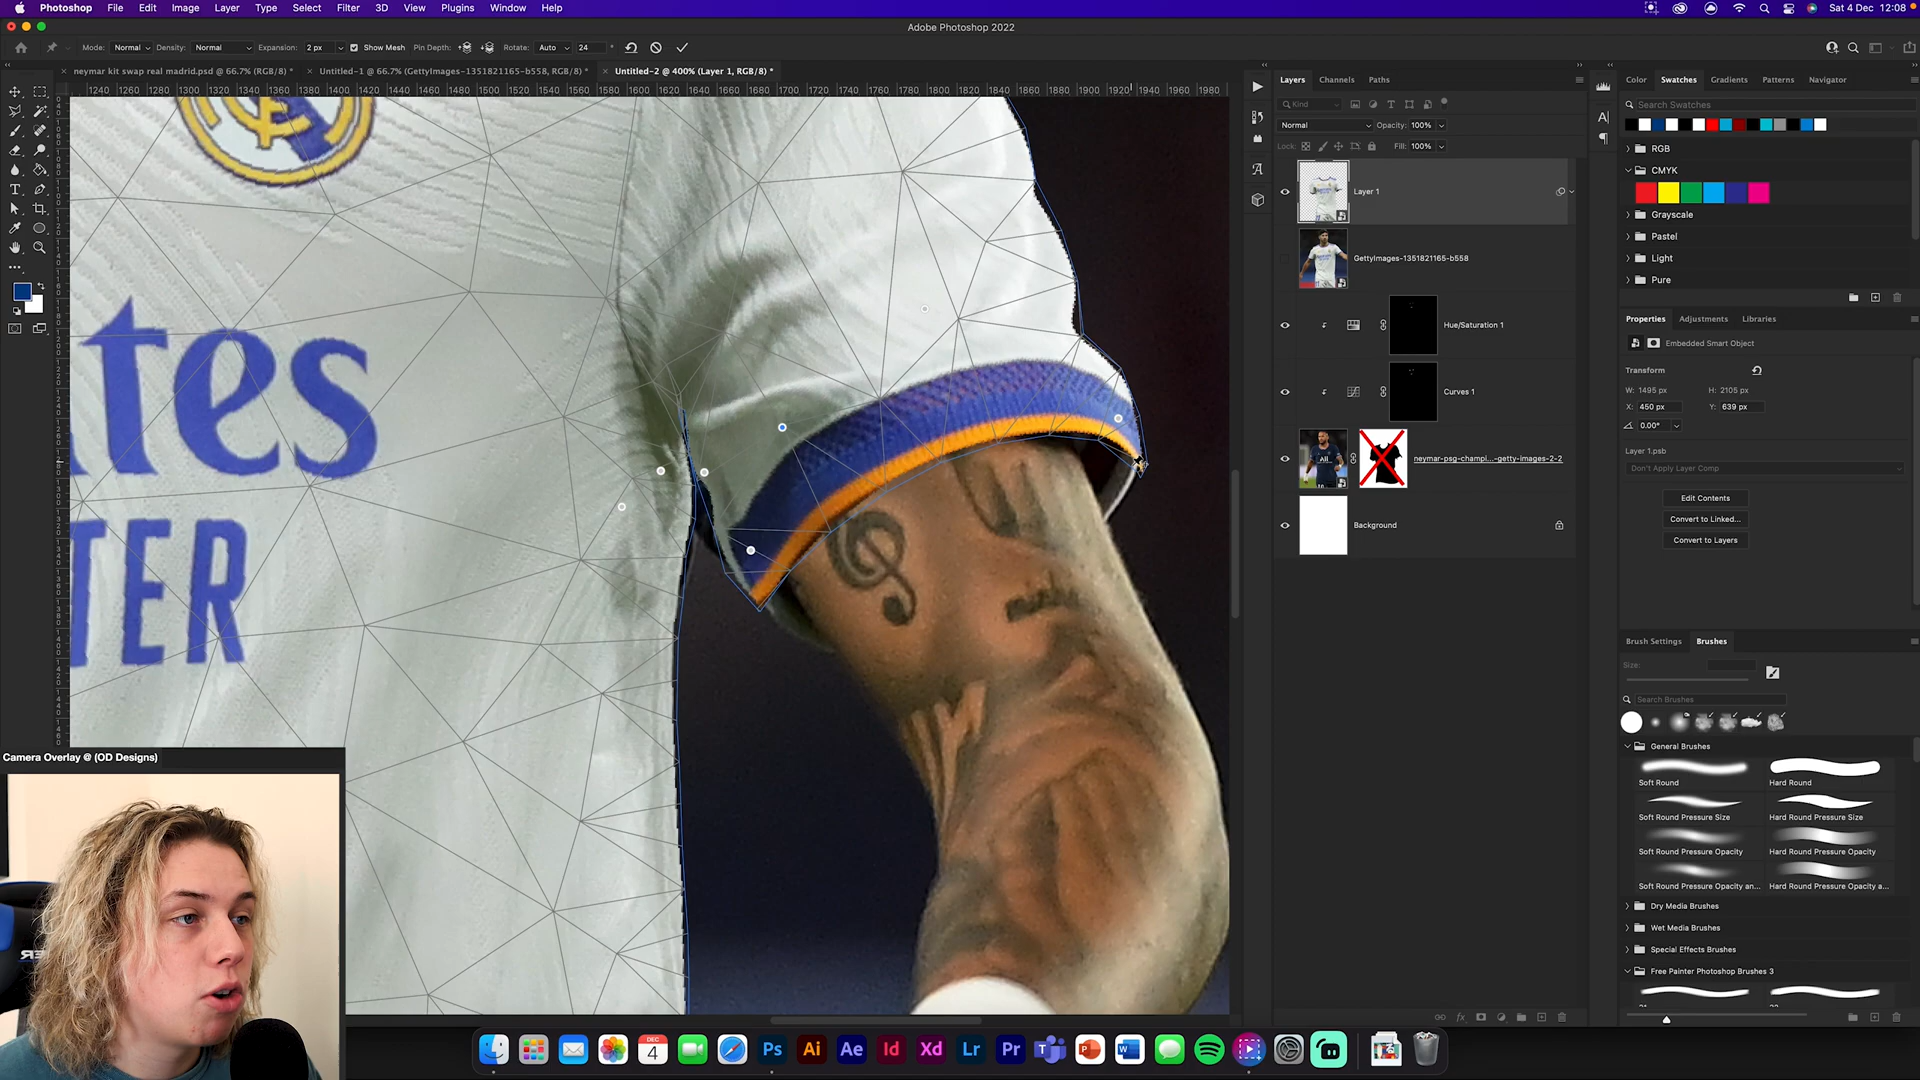 Photoshop File Edit Image Layer Type Select Filter 3D View Plugins Window Help Sat 4 Dec 12:08
Adobe Photoshop 2022
Mode: Normal Density: Normal Expansion: 2 px Show Mesh Pin Depth: Rotate: Auto 24 °
neymar kit swap real madrid.psd @ 66.7% (RGB/8) * Untitled-1 @ 66.7% (GettyImages-1351821165-b558, RGB/8) * Untitled-2 @ 400% (Layer 1, RGB/8) *
1240 1260 1280 1300 1320 1340 1360 1380 1400 1420 1440 1460 1480 1500 1520 1540 1560 1580 1600 1620 1640 1660 1680 1700 1720 1740 1760 1780 1800 1820 1840 1860 1880 1900 1920 1940 1960 1980
Layers Channels Paths
Kind
Normal Opacity: 100%
Lock: Fill: 100%
Layer 1
GettyImages-1351821165-b558
Hue/Saturation 1
Curves 1
neymar-psg-champi...-getty-images-2-2
Background
Color Swatches Gradients Patterns Navigator
Search Swatches
RGB
CMYK
Grayscale
Pastel
Light
Pure
Properties Adjustments Libraries
Embedded Smart Object
Transform
W: 1495 px H: 2105 px
X: 450 px Y: 639 px
0.00°
Layer 1.psb
Don't Apply Layer Comp
Edit Contents
Convert to Linked...
Convert to Layers
Brush Settings Brushes
Size:
Search Brushes
General Brushes
Soft Round Hard Round
Soft Round Pressure Size Hard Round Pressure Size
Soft Round Pressure Opacity Hard Round Pressure Opacity
Soft Round Pressure Opacity an... Hard Round Pressure Opacity a...
Dry Media Brushes
Wet Media Brushes
Special Effects Brushes
Free Painter Photoshop Brushes 3
ates
TER
Camera Overlay @ (OD Designs)
DEC
4
Ps Ai Ae Id Xd Lr Pr